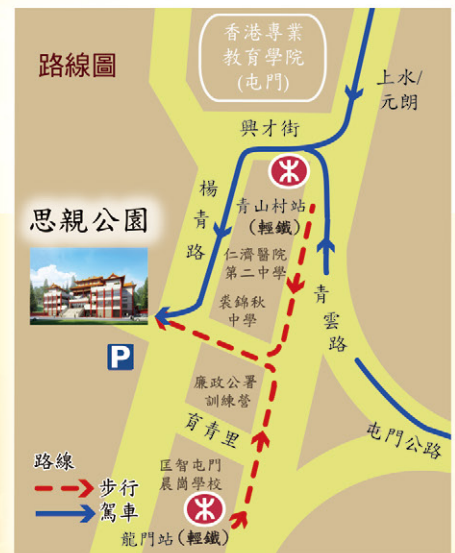 路線圖
香港專業
教育學院
(屯門)
上水/
元朗
興才街
楊青路
青山村站
(輕鐵)
思親公園
仁濟醫院
第二中學
裘錦秋
中學
青雲路
P
廉政公署
訓練營
育青里
屯門公路
路線
步行
駕車
匡智屯門
晨崗學校
龍門站(輕鐵)